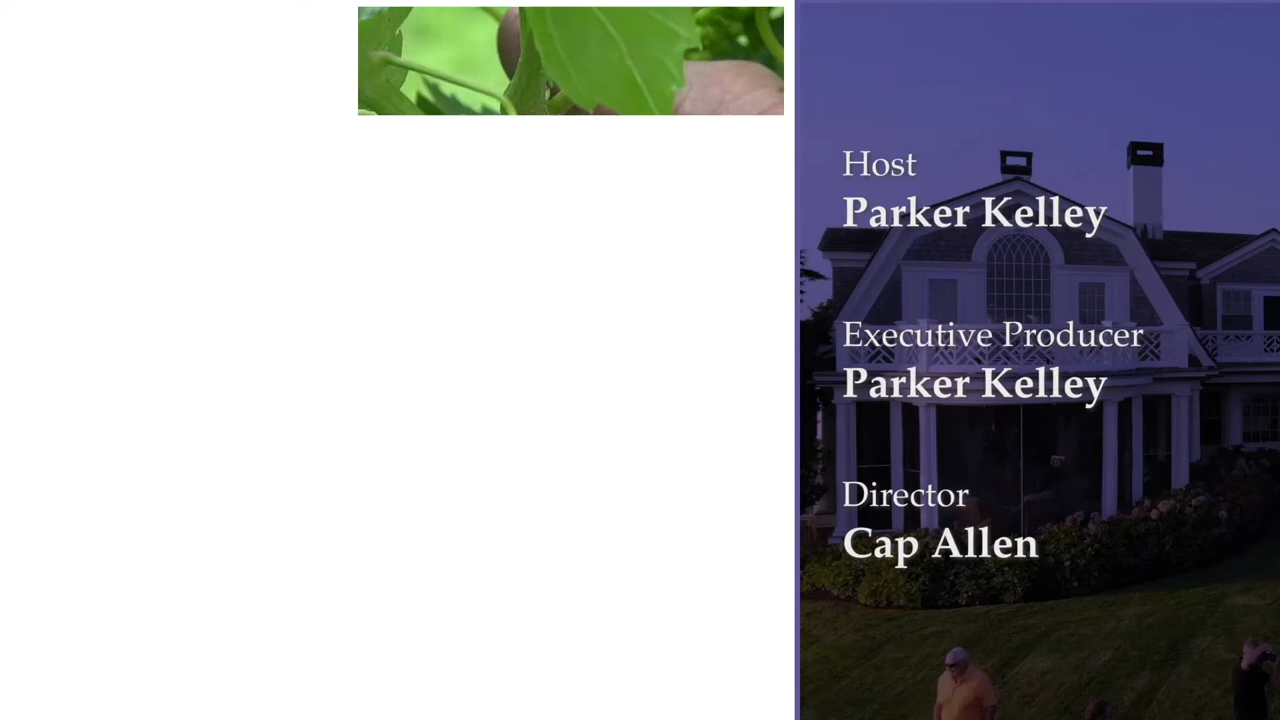 Host
Parker Kelley
Executive Producer
Parker Kelley
Director
Cap Allen